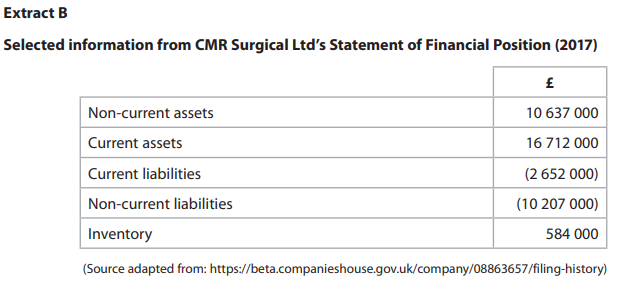 Extract B
Selected information from CMR Surgical Ltd’s Statement of Financial Position (2017)
£
Non-current assets 10 637 000
Current assets 16 712 000
Current liabilities (2 652 000)
Non-current liabilities (10 207 000)
Inventory 584 000
(Source adapted from: https://beta.companieshouse.gov.uk/company/08863657/filing-history)